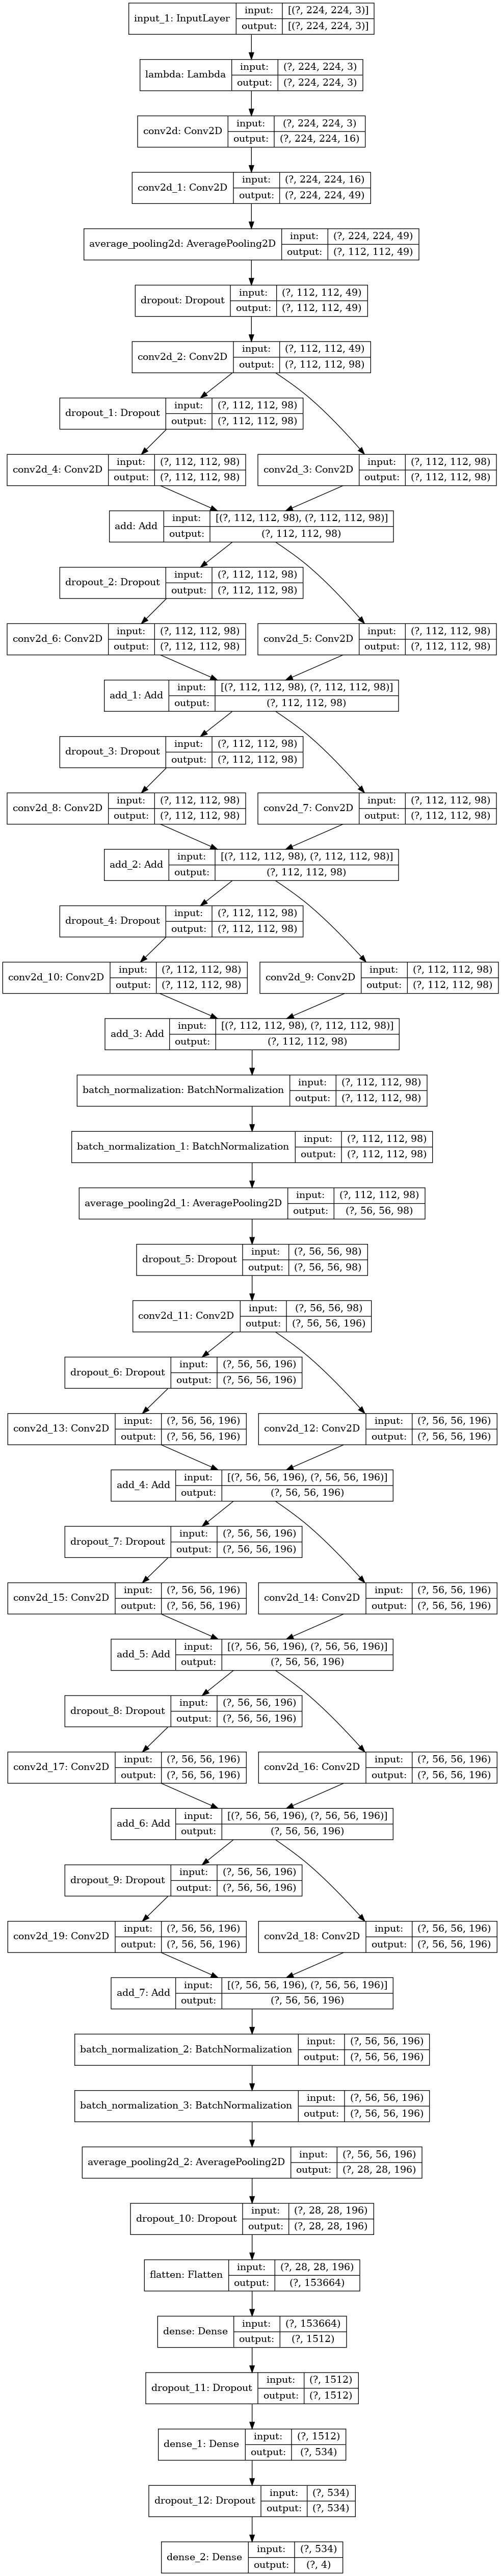 input_1: InputLayer
input: [(?, 224, 224, 3)]
output: [(?, 224, 224, 3)]
lambda: Lambda
input: (?, 224, 224, 3)
output: (?, 224, 224, 3)
conv2d: Conv2D
input: (?, 224, 224, 3)
output: (?, 224, 224, 16)
conv2d_1: Conv2D
input: (?, 224, 224, 16)
output: (?, 224, 224, 49)
average_pooling2d: AveragePooling2D
input: (?, 224, 224, 49)
output: (?, 112, 112, 49)
dropout: Dropout
input: (?, 112, 112, 49)
output: (?, 112, 112, 49)
conv2d_2: Conv2D
input: (?, 112, 112, 49)
output: (?, 112, 112, 98)
dropout_1: Dropout
input: (?, 112, 112, 98)
output: (?, 112, 112, 98)
conv2d_4: Conv2D
input: (?, 112, 112, 98)
output: (?, 112, 112, 98)
conv2d_3: Conv2D
input: (?, 112, 112, 98)
output: (?, 112, 112, 98)
add: Add
input: [(?, 112, 112, 98), (?, 112, 112, 98)]
output: (?, 112, 112, 98)
dropout_2: Dropout
input: (?, 112, 112, 98)
output: (?, 112, 112, 98)
conv2d_6: Conv2D
input: (?, 112, 112, 98)
output: (?, 112, 112, 98)
conv2d_5: Conv2D
input: (?, 112, 112, 98)
output: (?, 112, 112, 98)
add_1: Add
input: [(?, 112, 112, 98), (?, 112, 112, 98)]
output: (?, 112, 112, 98)
dropout_3: Dropout
input: (?, 112, 112, 98)
output: (?, 112, 112, 98)
conv2d_8: Conv2D
input: (?, 112, 112, 98)
output: (?, 112, 112, 98)
conv2d_7: Conv2D
input: (?, 112, 112, 98)
output: (?, 112, 112, 98)
add_2: Add
input: [(?, 112, 112, 98), (?, 112, 112, 98)]
output: (?, 112, 112, 98)
dropout_4: Dropout
input: (?, 112, 112, 98)
output: (?, 112, 112, 98)
conv2d_10: Conv2D
input: (?, 112, 112, 98)
output: (?, 112, 112, 98)
conv2d_9: Conv2D
input: (?, 112, 112, 98)
output: (?, 112, 112, 98)
add_3: Add
input: [(?, 112, 112, 98), (?, 112, 112, 98)]
output: (?, 112, 112, 98)
batch_normalization: BatchNormalization
input: (?, 112, 112, 98)
output: (?, 112, 112, 98)
batch_normalization_1: BatchNormalization
input: (?, 112, 112, 98)
output: (?, 112, 112, 98)
average_pooling2d_1: AveragePooling2D
input: (?, 112, 112, 98)
output: (?, 56, 56, 98)
dropout_5: Dropout
input: (?, 56, 56, 98)
output: (?, 56, 56, 98)
conv2d_11: Conv2D
input: (?, 56, 56, 98)
output: (?, 56, 56, 196)
dropout_6: Dropout
input: (?, 56, 56, 196)
output: (?, 56, 56, 196)
conv2d_13: Conv2D
input: (?, 56, 56, 196)
output: (?, 56, 56, 196)
conv2d_12: Conv2D
input: (?, 56, 56, 196)
output: (?, 56, 56, 196)
add_4: Add
input: [(?, 56, 56, 196), (?, 56, 56, 196)]
output: (?, 56, 56, 196)
dropout_7: Dropout
input: (?, 56, 56, 196)
output: (?, 56, 56, 196)
conv2d_15: Conv2D
input: (?, 56, 56, 196)
output: (?, 56, 56, 196)
conv2d_14: Conv2D
input: (?, 56, 56, 196)
output: (?, 56, 56, 196)
add_5: Add
input: [(?, 56, 56, 196), (?, 56, 56, 196)]
output: (?, 56, 56, 196)
dropout_8: Dropout
input: (?, 56, 56, 196)
output: (?, 56, 56, 196)
conv2d_17: Conv2D
input: (?, 56, 56, 196)
output: (?, 56, 56, 196)
conv2d_16: Conv2D
input: (?, 56, 56, 196)
output: (?, 56, 56, 196)
add_6: Add
input: [(?, 56, 56, 196), (?, 56, 56, 196)]
output: (?, 56, 56, 196)
dropout_9: Dropout
input: (?, 56, 56, 196)
output: (?, 56, 56, 196)
conv2d_19: Conv2D
input: (?, 56, 56, 196)
output: (?, 56, 56, 196)
conv2d_18: Conv2D
input: (?, 56, 56, 196)
output: (?, 56, 56, 196)
add_7: Add
input: [(?, 56, 56, 196), (?, 56, 56, 196)]
output: (?, 56, 56, 196)
batch_normalization_2: BatchNormalization
input: (?, 56, 56, 196)
output: (?, 56, 56, 196)
batch_normalization_3: BatchNormalization
input: (?, 56, 56, 196)
output: (?, 56, 56, 196)
average_pooling2d_2: AveragePooling2D
input: (?, 56, 56, 196)
output: (?, 28, 28, 196)
dropout_10: Dropout
input: (?, 28, 28, 196)
output: (?, 28, 28, 196)
flatten: Flatten
input: (?, 28, 28, 196)
output: (?, 153664)
dense: Dense
input: (?, 153664)
output: (?, 1512)
dropout_11: Dropout
input: (?, 1512)
output: (?, 1512)
dense_1: Dense
input: (?, 1512)
output: (?, 534)
dropout_12: Dropout
input: (?, 534)
output: (?, 534)
dense_2: Dense
input: (?, 534)
output: (?, 4)